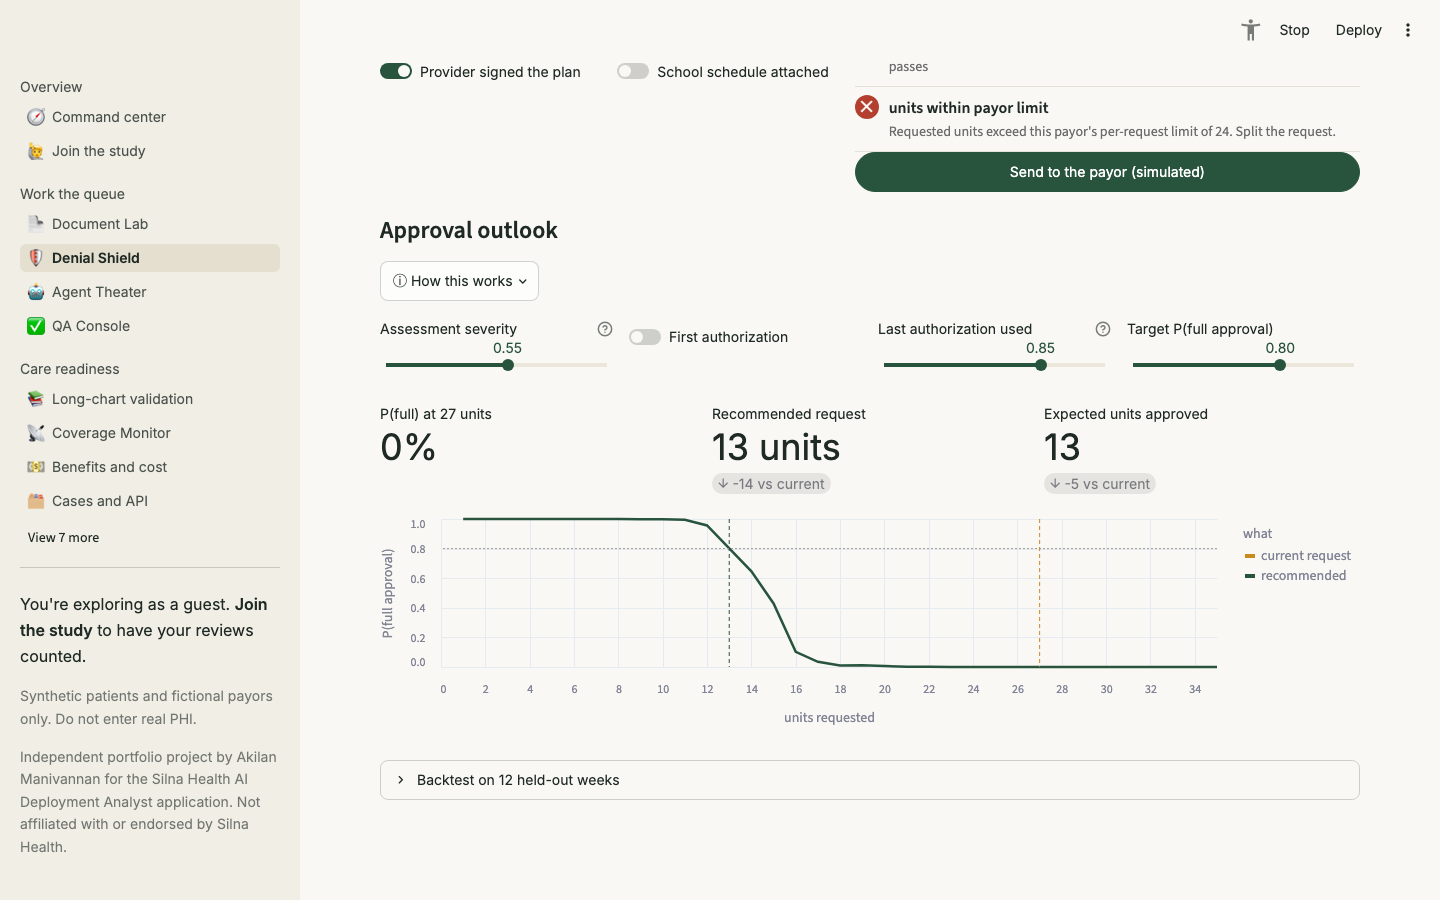 Stop
Deploy
Overview
Command center
Join the study
Work the queue
Document Lab
Denial Shield
Agent Theater
QA Console
Care readiness
Long-chart validation
Coverage Monitor
Benefits and cost
Cases and API
View 7 more
You're exploring as a guest. Join
the study to have your reviews
counted.
Synthetic patients and fictional payors
only. Do not enter real PHI.
Independent portfolio project by Akilan
Manivannan for the Silna Health AI
Deployment Analyst application. Not
affiliated with or endorsed by Silna
Health.
Provider signed the plan
School schedule attached
passes
units within payor limit
Requested units exceed this payor's per-request limit of 24. Split the request.
Send to the payor (simulated)
Approval outlook
How this works
Assessment severity
0.55
First authorization
Last authorization used
0.85
Target P(full approval)
0.80
P(full) at 27 units
0%
Recommended request
13 units
↓ -14 vs current
Expected units approved
13
↓ -5 vs current
P(full approval)
1.0
0.8
0.6
0.4
0.2
0.0
0 2 4 6 8 10 12 14 16 18 20 22 24 26 28 30 32 34
units requested
what
current request
recommended
Backtest on 12 held-out weeks